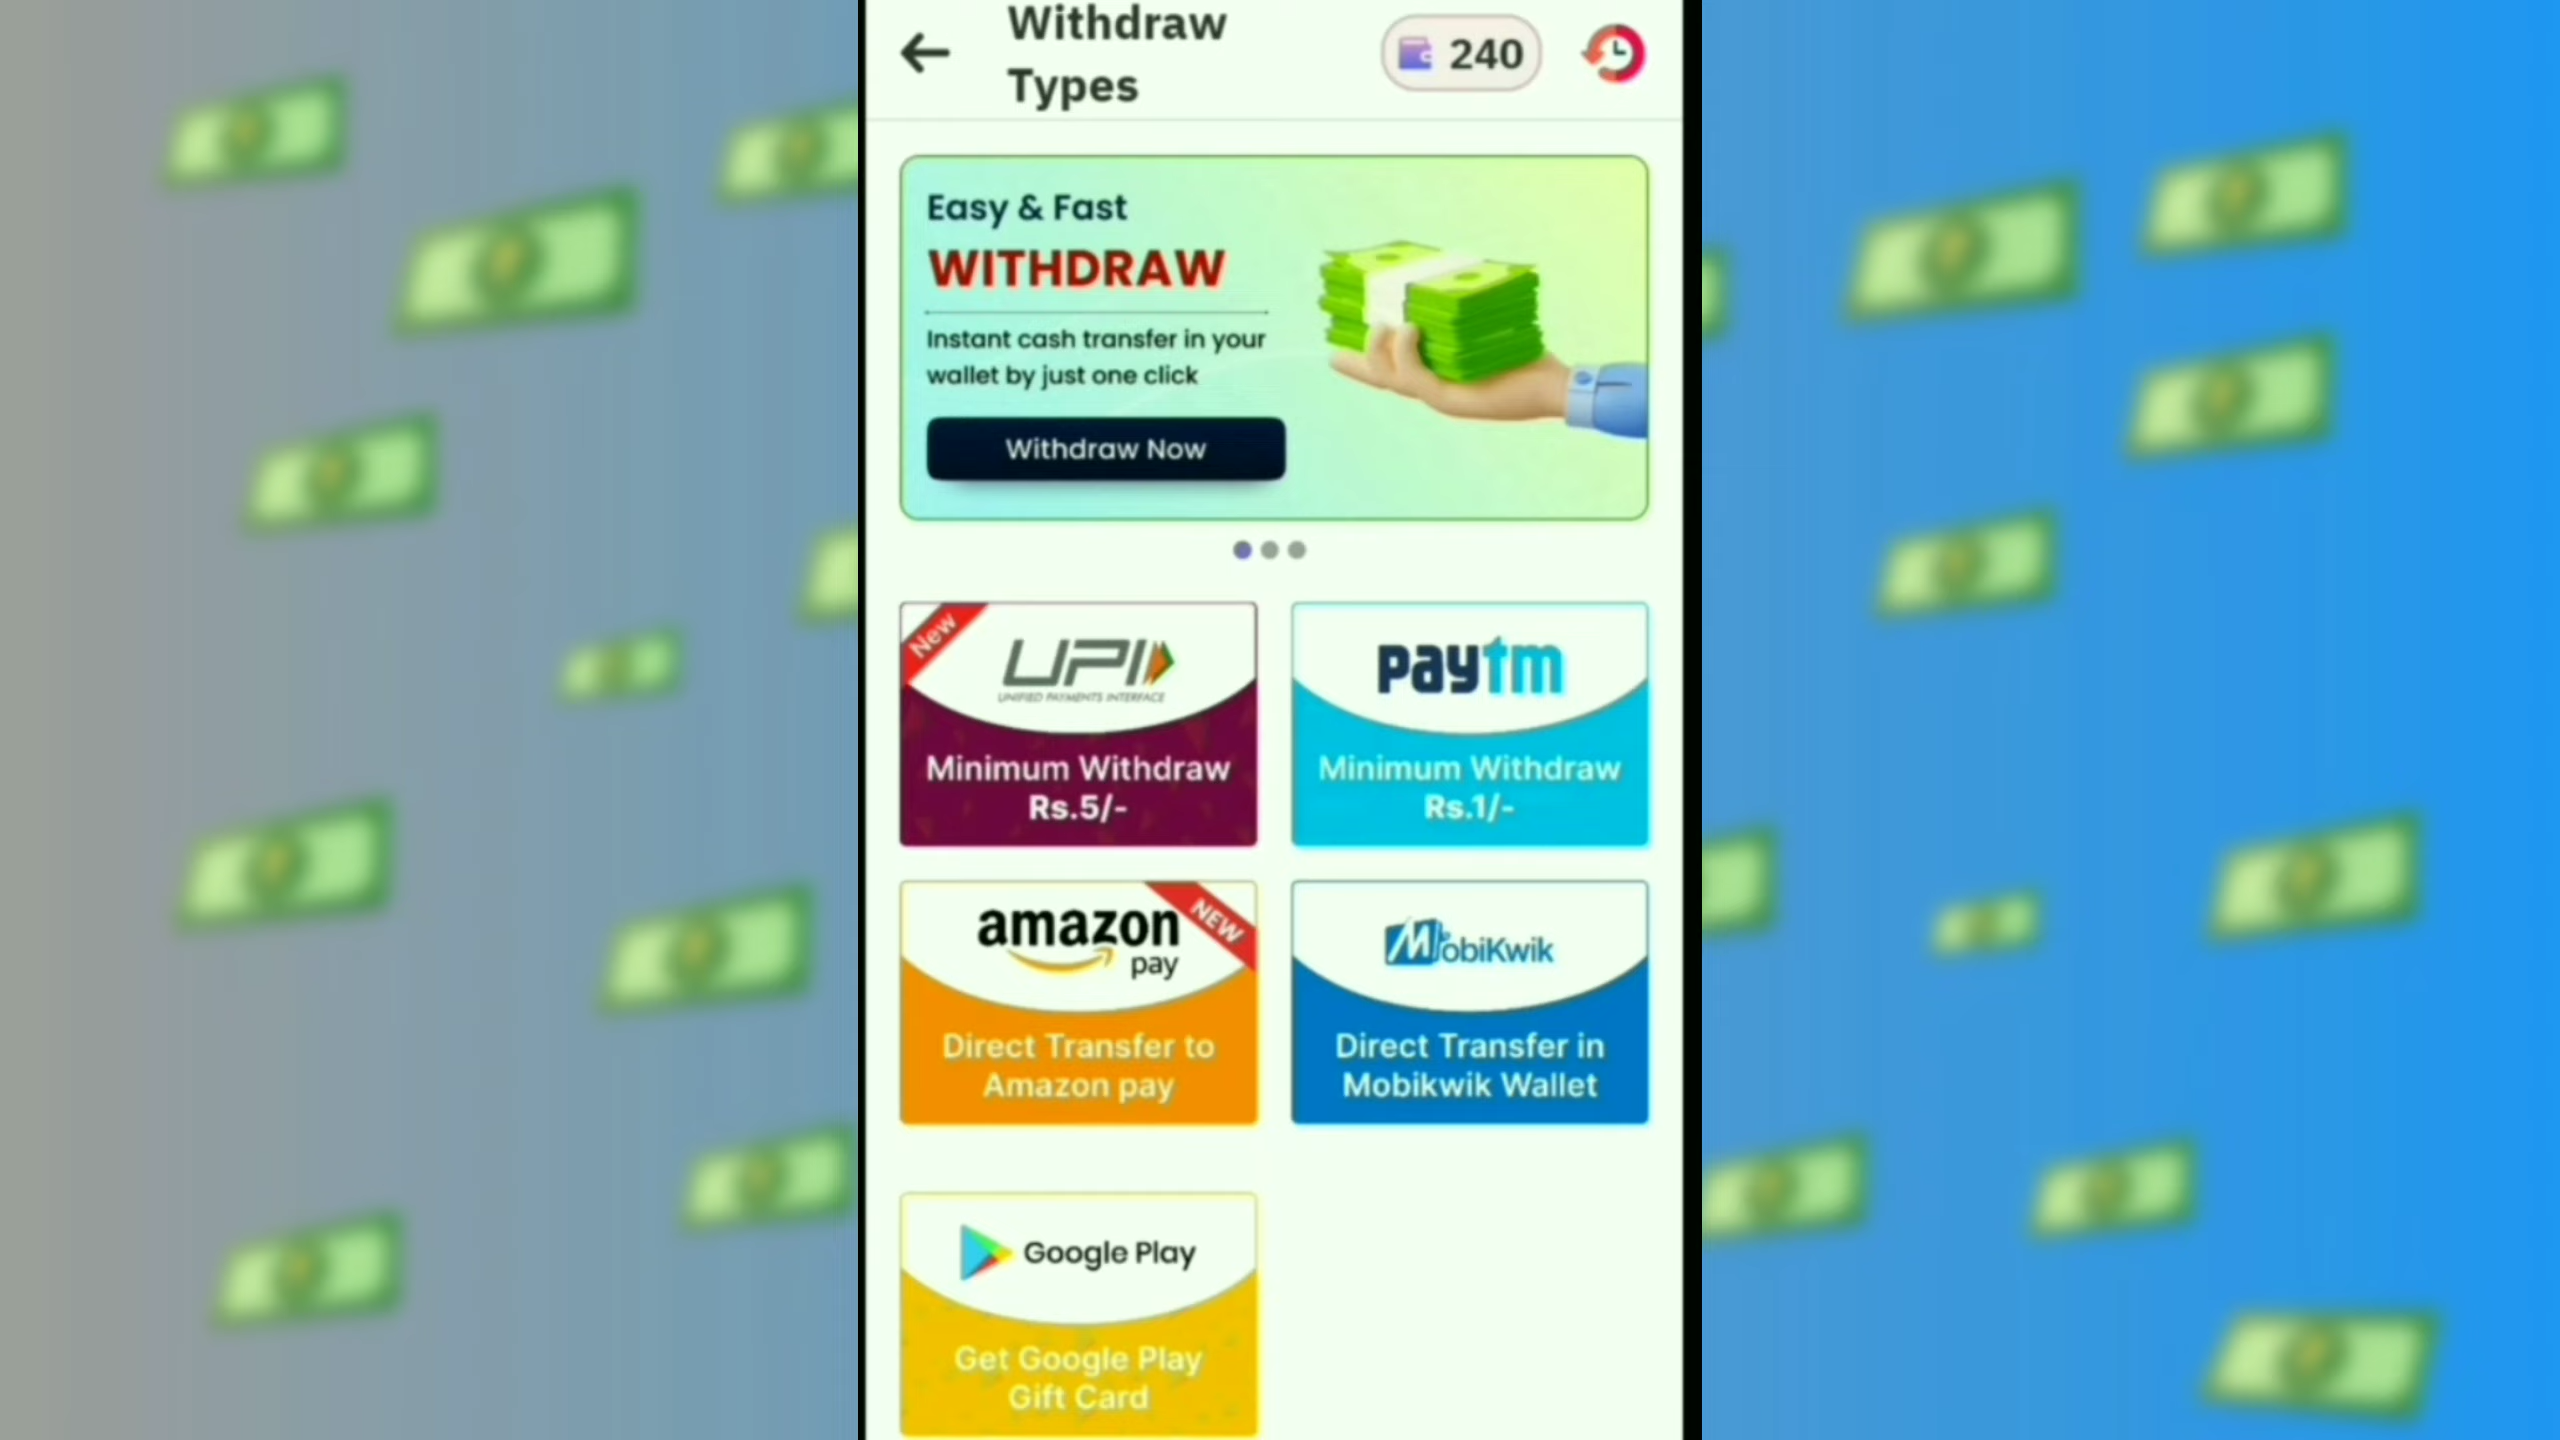 Withdraw
Types
240
Easy & Fast
WITHDRAW
Instant cash transfer in your
wallet by just one click
Withdraw Now
New
UPI
UNIFIED PAYMENTS INTERFACE
Minimum Withdraw
Rs.5/-
paytm
Minimum Withdraw
Rs.1/-
amazon
pay
NEW
Direct Transfer to
Amazon pay
MobiKwik
Direct Transfer in
Mobikwik Wallet
Google Play
Get Google Play
Gift Card